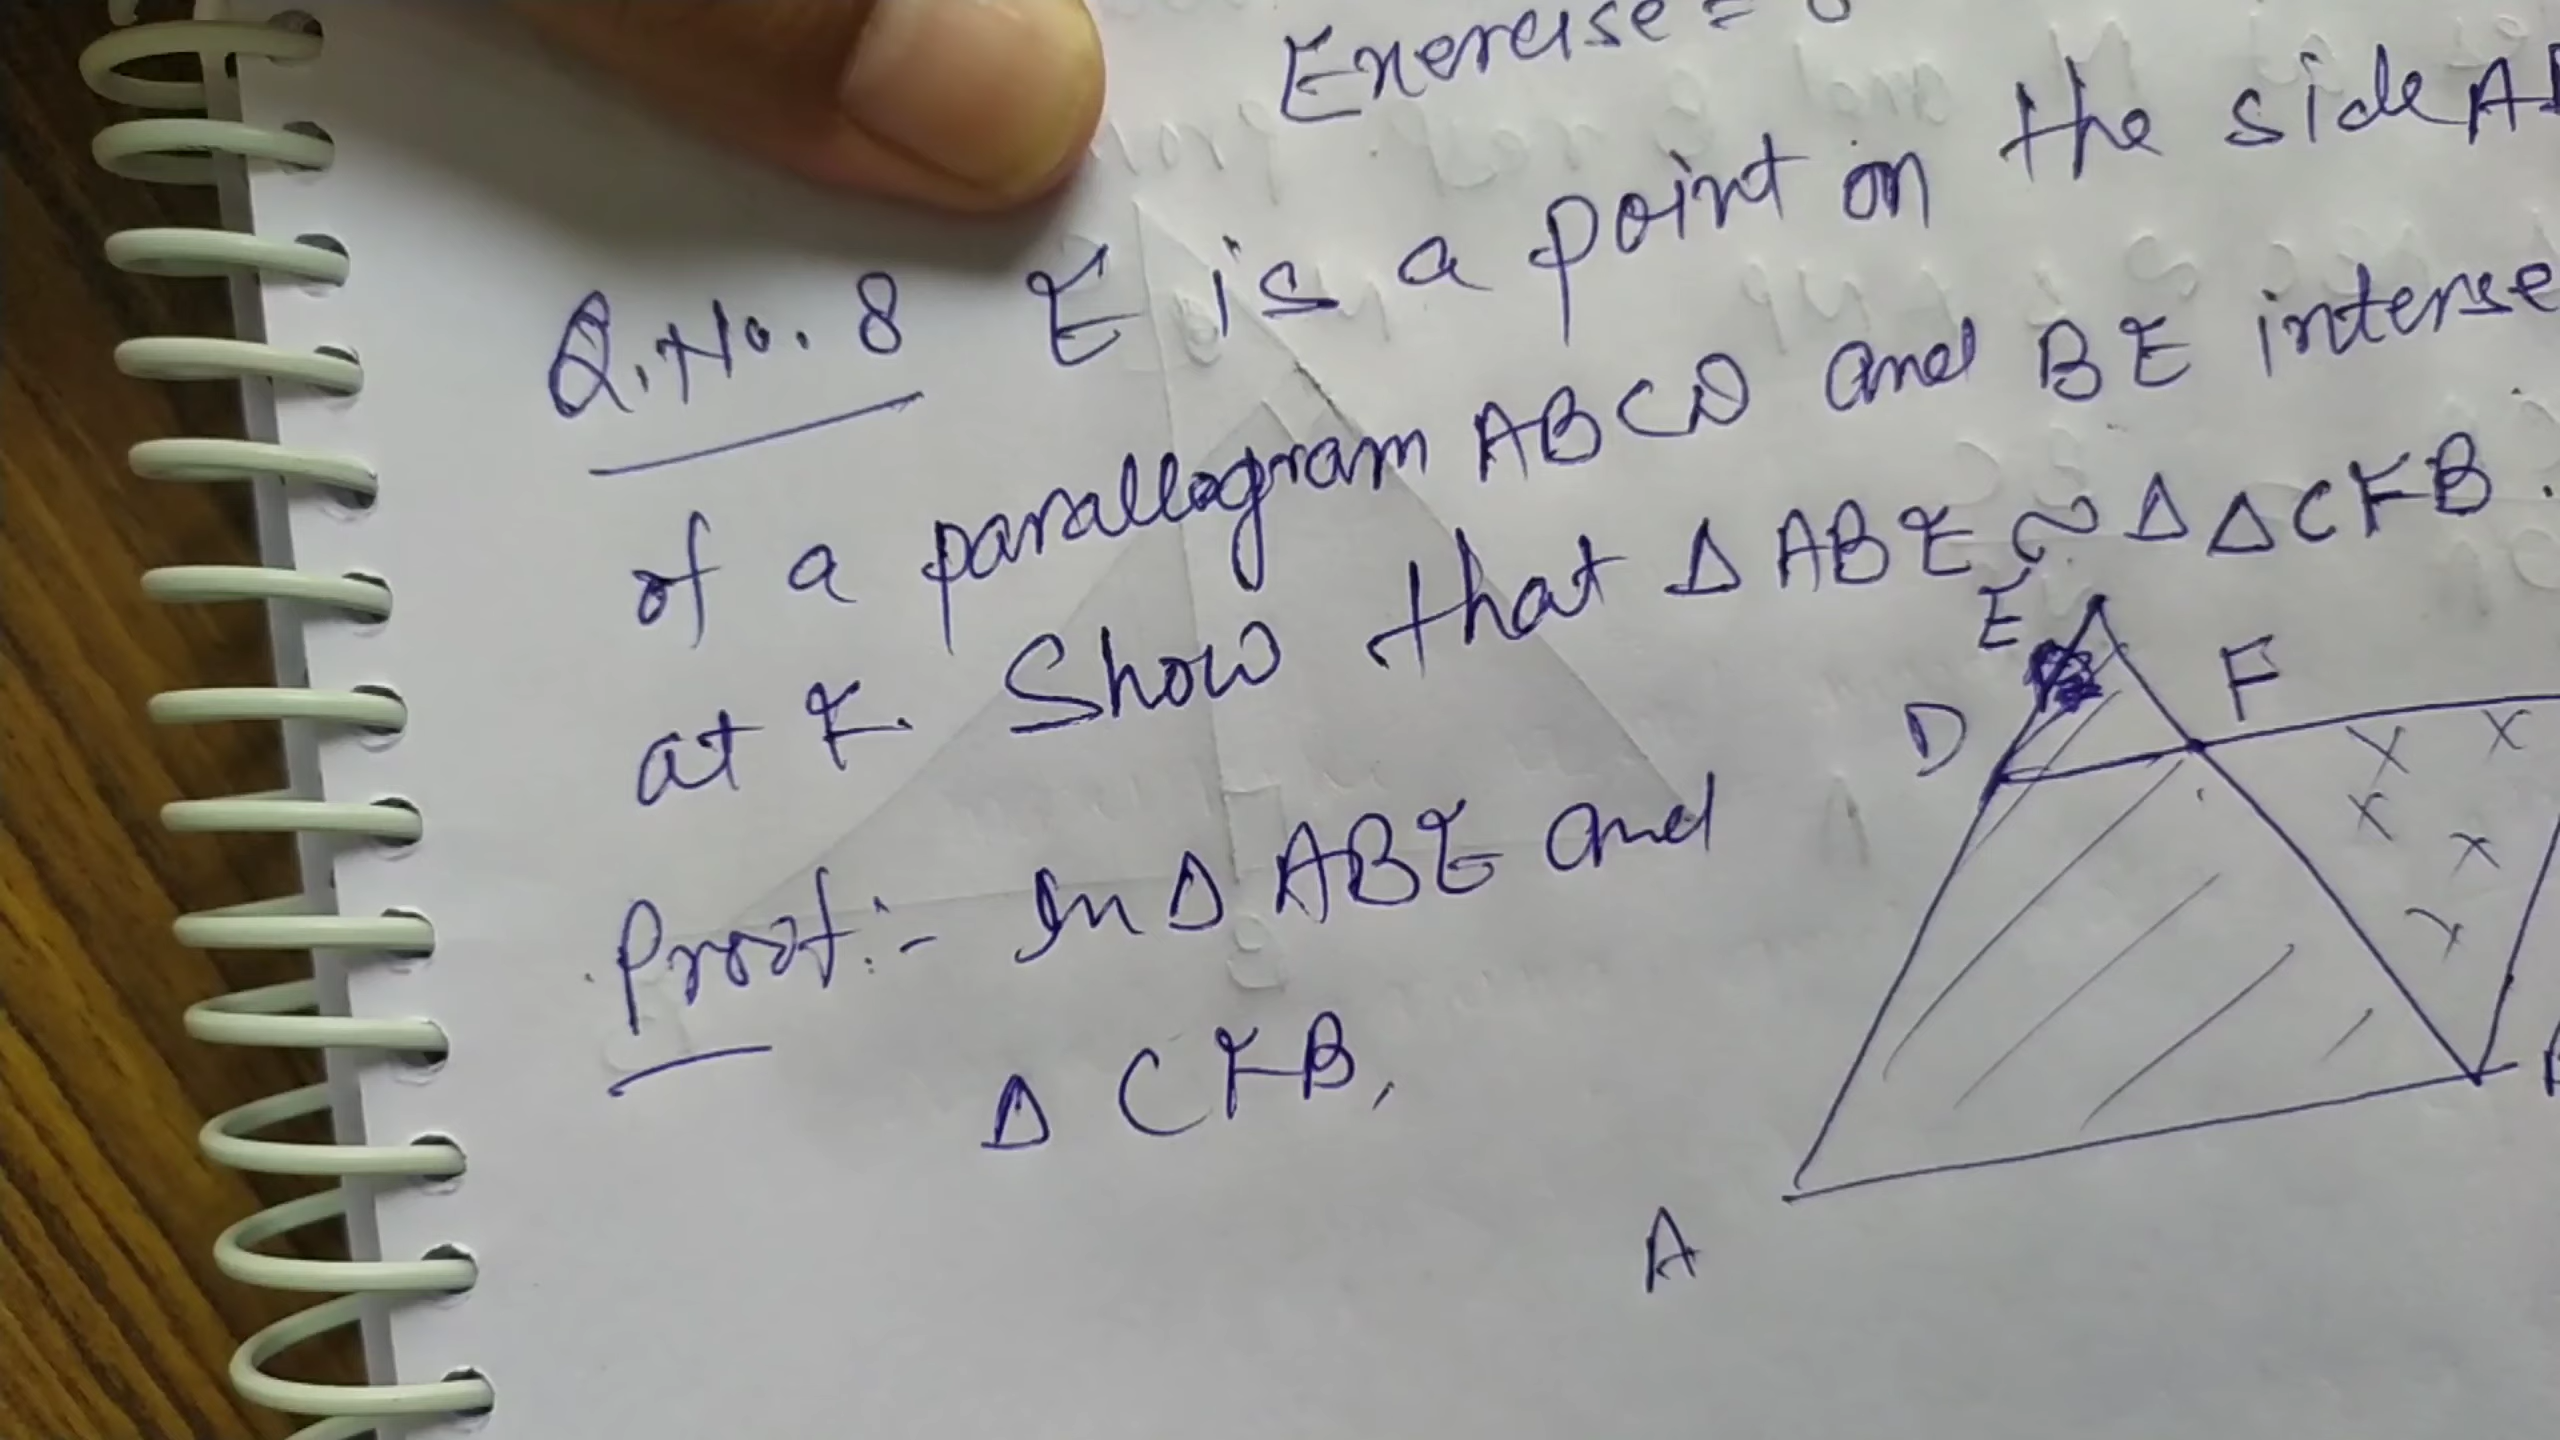 Exercise =
Q.No. 8 E is a point on the side
of a parallogram ABCD and BE interse
at F. Show that Δ ABE ~ Δ Δ CFB.
E
F
D
Proof:- In Δ ABE and
Δ CFB,
A